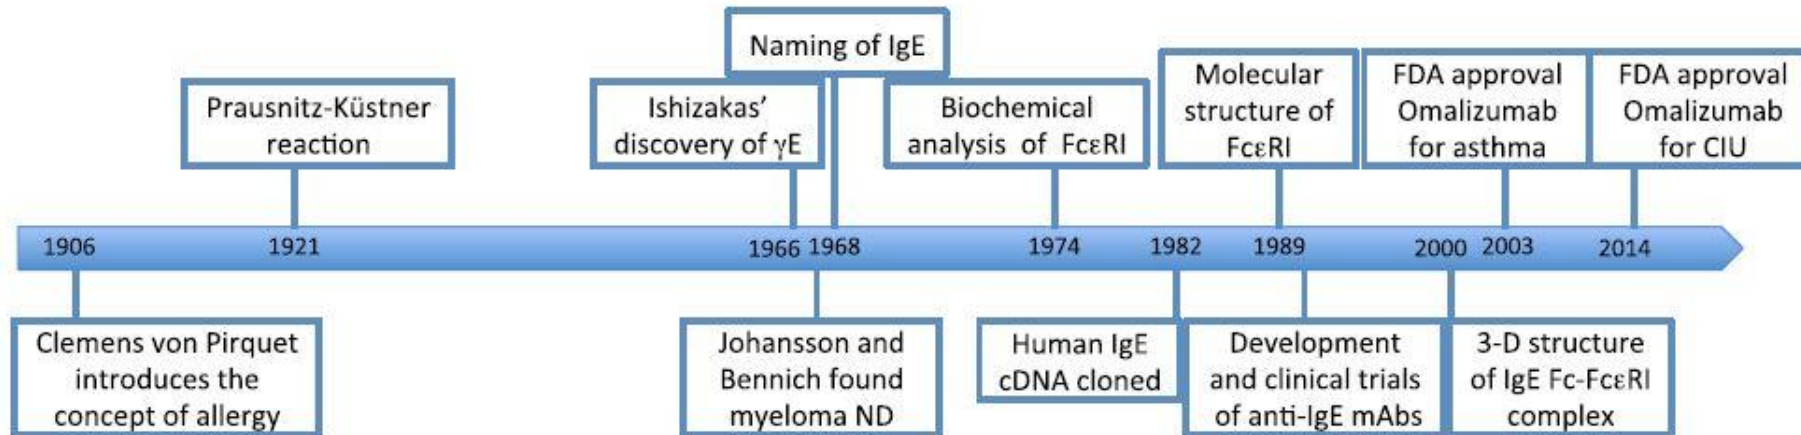 Naming of IgE
Prausnitz-Küstner
reaction
Ishizakas’
discovery of γE
Biochemical
analysis of FcεRI
Molecular
structure of
FcεRI
FDA approval
Omalizumab
for asthma
FDA approval
Omalizumab
for CIU
1906 1921 1966 1968 1974 1982 1989 2000 2003 2014
Clemens von Pirquet
introduces the
concept of allergy
Johansson and
Bennich found
myeloma ND
Human IgE
cDNA cloned
Development
and clinical trials
of anti-IgE mAbs
3-D structure
of IgE Fc-FcεRI
complex